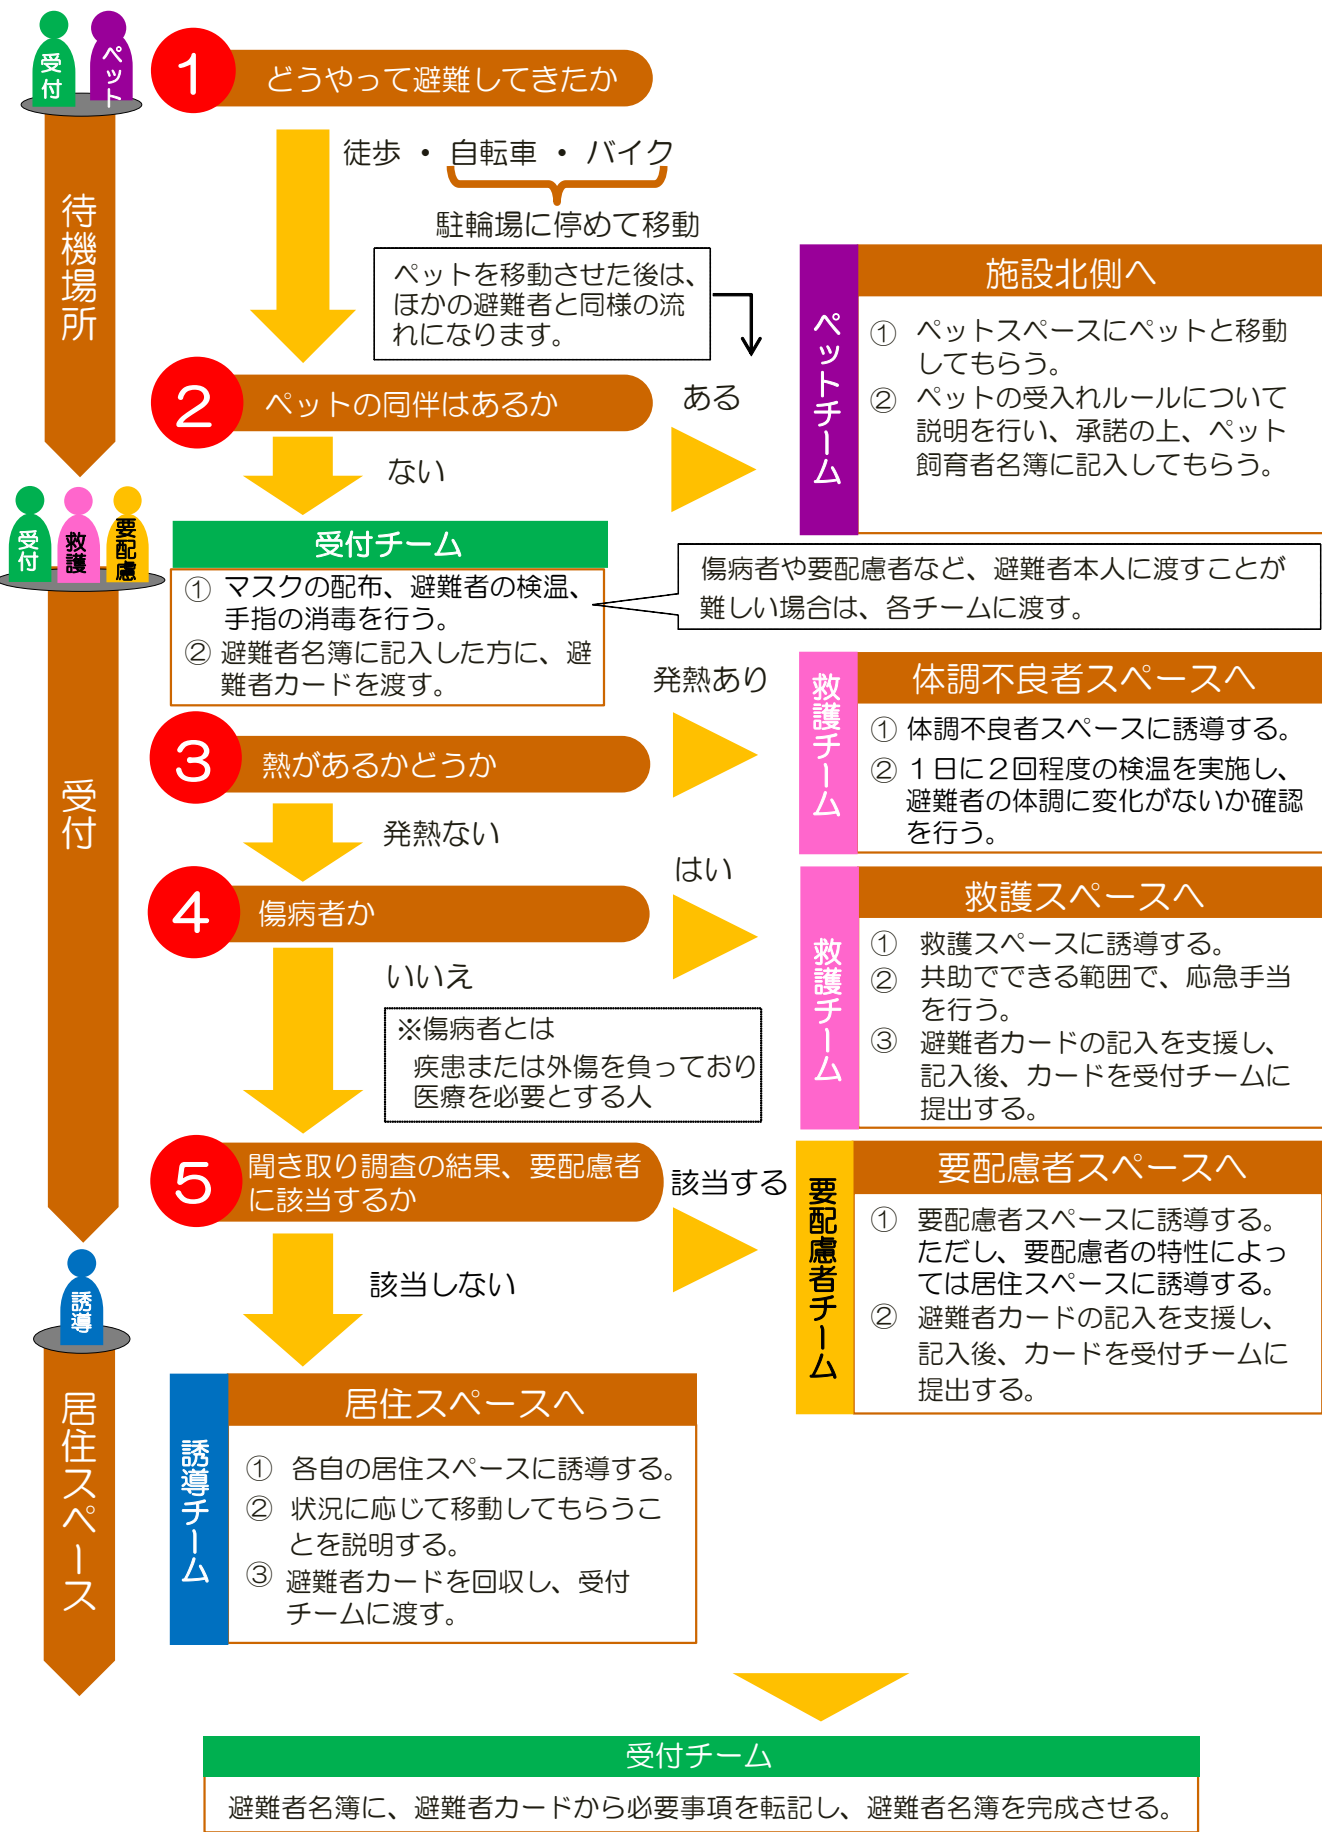 受付
ペット
1
どうやって避難してきたか
待機場所
徒歩 ・ 自転車 ・ バイク
駐輪場に停めて移動
ペットを移動させた後は、
ほかの避難者と同様の流
れになります。
2
ペットの同伴はあるか
ある
ない
ペットチーム
施設北側へ
① ペットスペースにペットと移動
してもらう。
② ペットの受入れルールについて
説明を行い、承諾の上、ペット
飼育者名簿に記入してもらう。
受付
救護
要配慮
受付
受付チーム
① マスクの配布、避難者の検温、
手指の消毒を行う。
② 避難者名簿に記入した方に、避
難者カードを渡す。
傷病者や要配慮者など、避難者本人に渡すことが
難しい場合は、各チームに渡す。
3
熱があるかどうか
発熱あり
発熱ない
救護チーム
体調不良者スペースへ
① 体調不良者スペースに誘導する。
② 1日に2回程度の検温を実施し、
避難者の体調に変化がないか確認
を行う。
4
傷病者か
はい
いいえ
※傷病者とは
疾患または外傷を負っており
医療を必要とする人
救護チーム
救護スペースへ
① 救護スペースに誘導する。
② 共助でできる範囲で、応急手当
を行う。
③ 避難者カードの記入を支援し、
記入後、カードを受付チームに
提出する。
5
聞き取り調査の結果、要配慮者
に該当するか
該当する
該当しない
要配慮者チーム
要配慮者スペースへ
① 要配慮者スペースに誘導する。
ただし、要配慮者の特性によっ
ては居住スペースに誘導する。
② 避難者カードの記入を支援し、
記入後、カードを受付チームに
提出する。
誘導
居住スペース
誘導チーム
居住スペースへ
① 各自の居住スペースに誘導する。
② 状況に応じて移動してもらうこ
とを説明する。
③ 避難者カードを回収し、受付
チームに渡す。
受付チーム
避難者名簿に、避難者カードから必要事項を転記し、避難者名簿を完成させる。